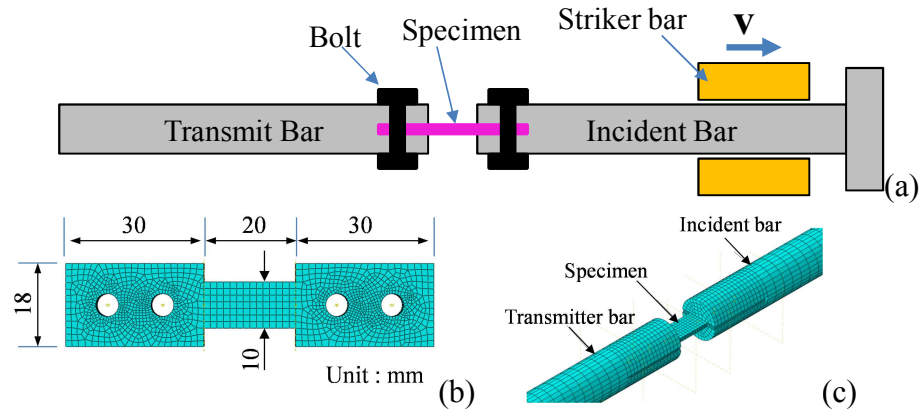 Bolt
Specimen
Striker bar
v
Transmit Bar
Incident Bar
(a)
30
20
30
18
10
Unit : mm
(b)
Incident bar
Specimen
Transmitter bar
(c)